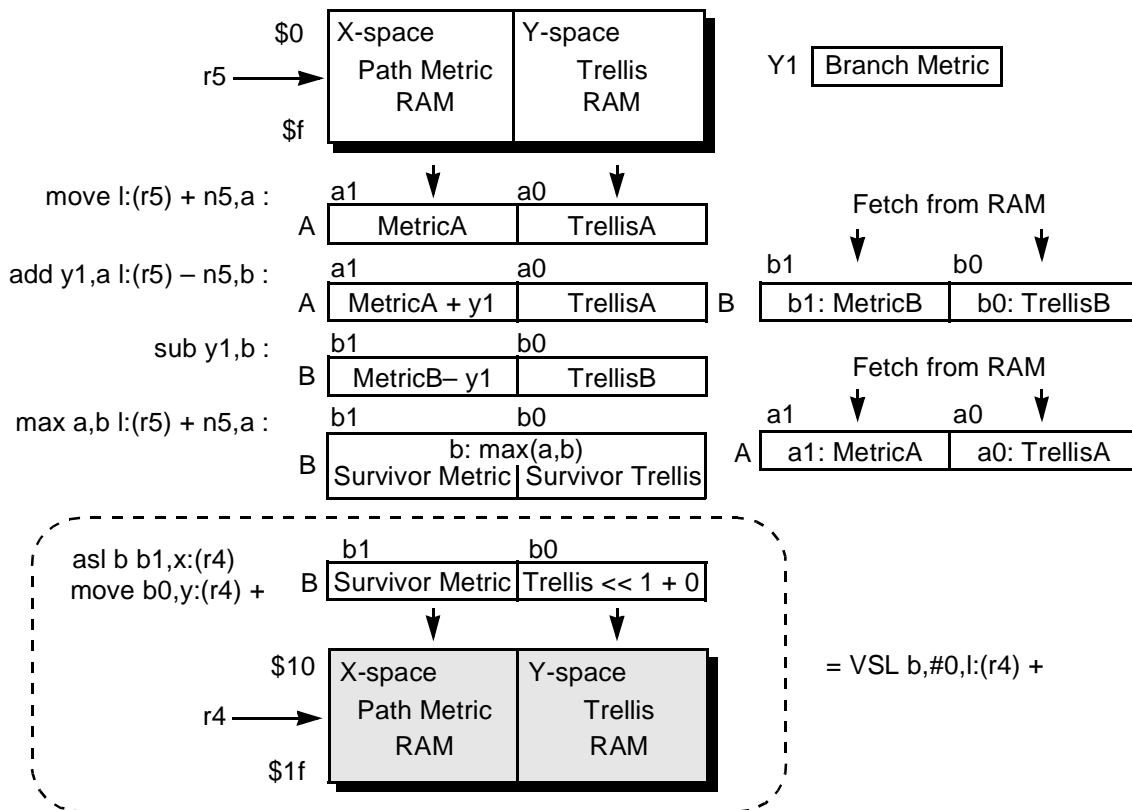 $0 X-space Y-space
r5 Path Metric RAM Trellis RAM
$f
Y1 Branch Metric
move l:(r5) + n5,a :
a1 a0
A MetricA TrellisA
Fetch from RAM
add y1,a l:(r5) – n5,b :
a1 a0
A MetricA + y1 TrellisA
b1 b0
B b1: MetricB b0: TrellisB
sub y1,b :
b1 b0
B MetricB– y1 TrellisB
Fetch from RAM
max a,b l:(r5) + n5,a :
b1 b0
b: max(a,b)
B Survivor Metric Survivor Trellis
a1 a0
A a1: MetricA a0: TrellisA
asl b b1,x:(r4)
move b0,y:(r4) +
b1 b0
B Survivor Metric Trellis << 1 + 0
$10 X-space Y-space
r4 Path Metric RAM Trellis RAM
$1f
= VSL b,#0,l:(r4) +